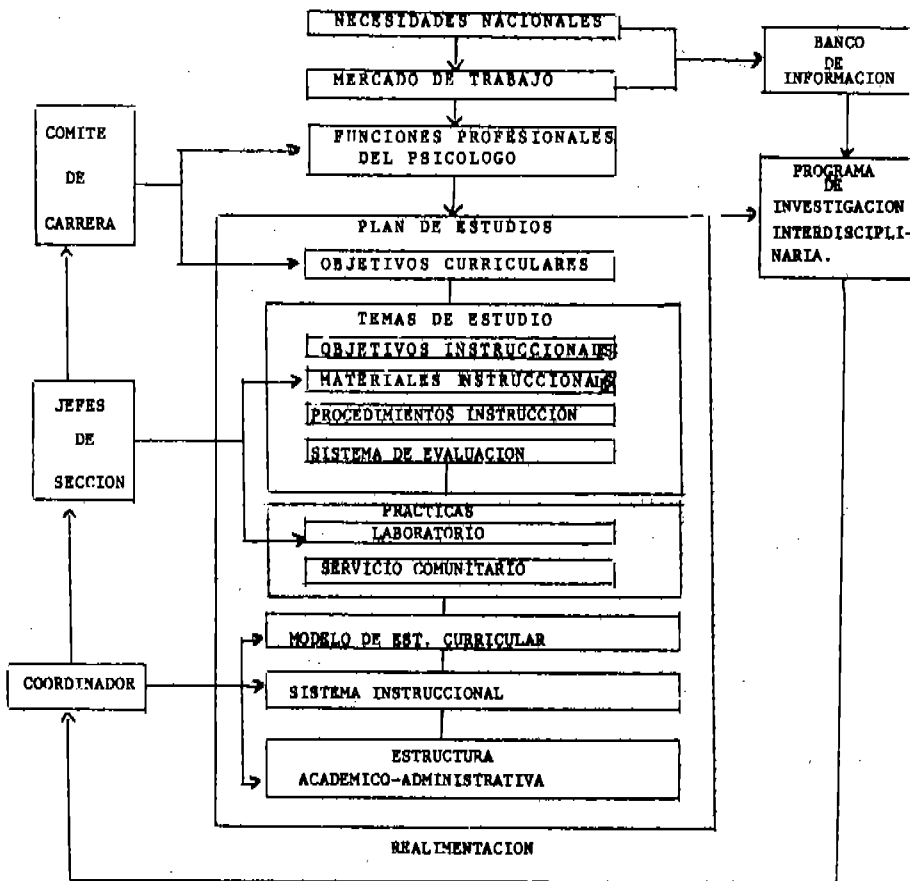 NECESIDADES NACIONALES
MERCADO DE TRABAJO
BANCO
DE
INFORMACION
COMITE
DE
CARRERA
FUNCIONES PROFESIONALES
DEL PSICOLOGO
PROGRAMA
DE
INVESTIGACION
INTERDISCIPLI-
NARIA.
PLAN DE ESTUDIOS
OBJETIVOS CURRICULARES
TEMAS DE ESTUDIO
OBJETIVOS INSTRUCCIONALES
MATERIALES INSTRUCCIONALES
PROCEDIMIENTOS INSTRUCCIÓN
SISTEMA DE EVALUACION
JEFES
DE
SECCION
PRACTICAS
LABORATORIO
SERVICIO COMUNITARIO
MODELO DE EST. CURRICULAR
COORDINADOR
SISTEMA INSTRUCCIONAL
ESTRUCTURA
ACADEMICO-ADMINISTRATIVA
REALIMENTACION